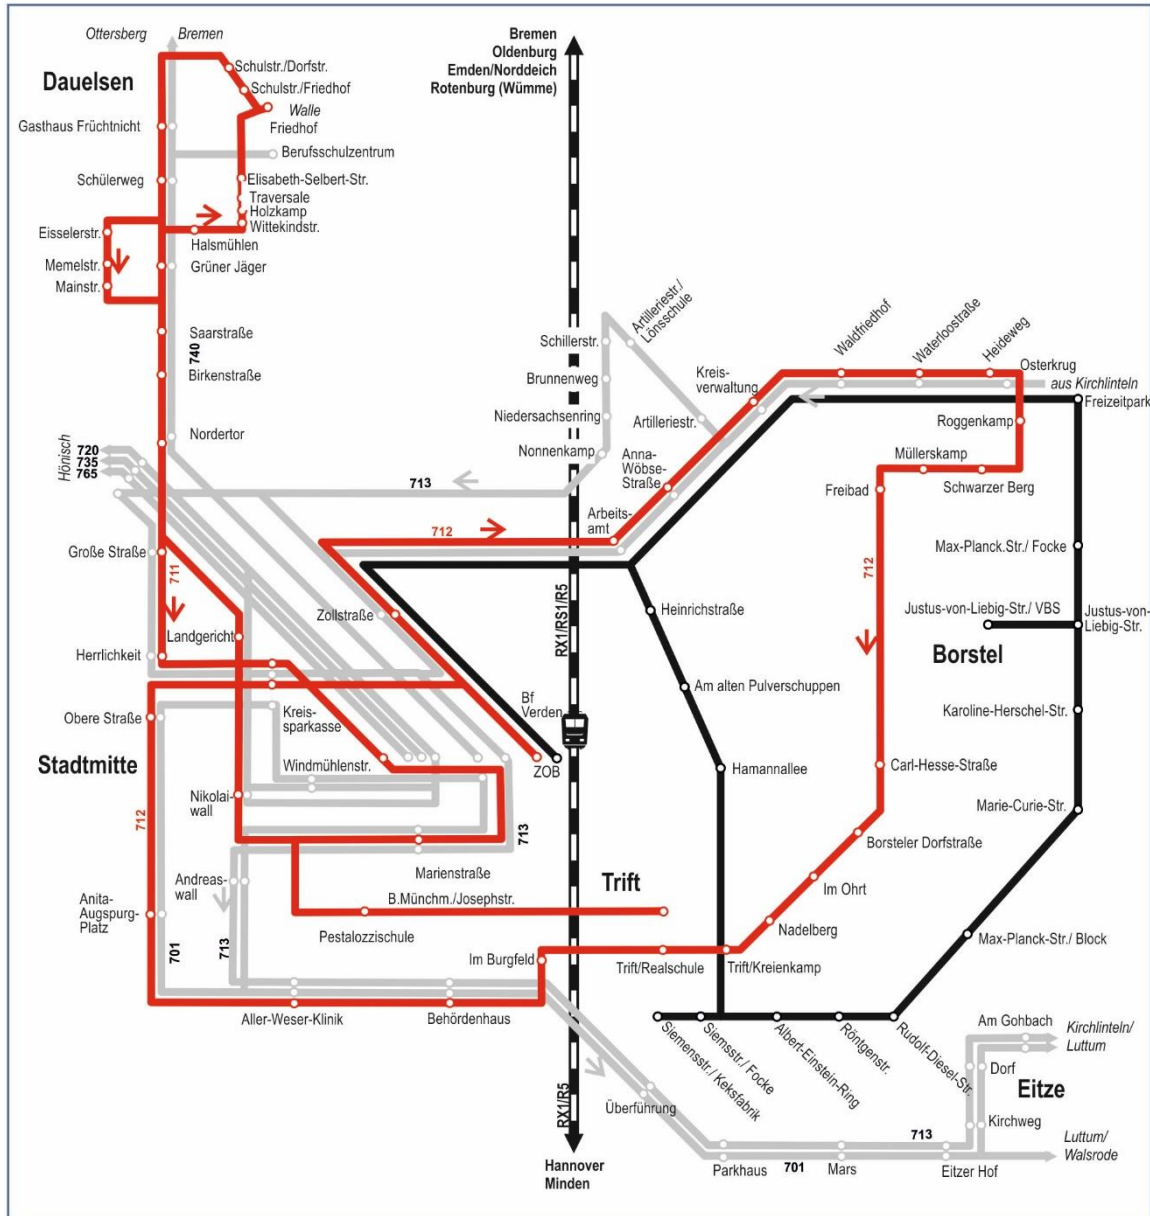 Ottersberg
Bremen
Bremen
Oldenburg
Emden/Norddeich
Rotenburg (Wümme)
Dauelsen
Schulstr./Dorfstr.
Schulstr./Friedhof
Walle
Friedhof
Gasthaus Früchtnicht
Berufsschulzentrum
Schülerweg
Elisabeth-Selbert-Str.
Traversale
Holzkamp
Wittekindstr.
Eisselerstr.
Halsmühlen
Memelstr.
Grüner Jäger
Mainstr.
Saarstraße
740
Birkenstraße
Nordertor
Hönisch
720
735
765
Artilleriestr./
Lönsschule
Schillerstr.
Brunnenweg
Niedersachsenring
Nonnenkamp
Artilleriestr.
Kreis-
verwaltung
Waldfriedhof
Waterloostraße
Heideweg
Osterkrug
aus Kirchlinteln
Freizeitpark
Roggenkamp
Müllerskamp
Schwarzer Berg
Freibad
Anna-
Wöbse-
Straße
713
Arbeits-
amt
712
Große Straße
711
Max-Planck.Str./ Focke
712
Justus-von-Liebig-Str./ VBS
Justus-von-
Liebig-Str.
Zollstraße
Heinrichstraße
RX1/RS1/R5
Landgericht
Herrlichkeit
Borstel
Am alten Pulverschuppen
Karoline-Herschel-Str.
Obere Straße
Kreis-
sparkasse
Bf
Verden
ZOB
Stadtmitte
Windmühlenstr.
Hamannallee
Carl-Hesse-Straße
Nikolai-
wall
Marie-Curie-Str.
712
713
Borsteler Dorfstraße
Marienstraße
Andreas-
wall
Trift
Im Ohrt
B.Münchm./Josephstr.
Anita-
Augspurg-
Platz
Pestalozzischule
Nadelberg
Max-Planck-Str./ Block
701
713
Im Burgfeld
Trift/Realschule
Trift/Kreienkamp
Aller-Weser-Klinik
Behördenhaus
Siemensstr./ Keksfabrik
Siemsstr./ Focke
Albert-Einstein-Ring
Röntgenstr.
Rudolf-Diesel-Str.
Am Gohbach
Kirchlinteln/
Luttum
Dorf
Eitze
RX1/R5
Überführung
Kirchweg
713
Luttum/
Walsrode
Parkhaus
701
Mars
Eitzer Hof
Hannover
Minden